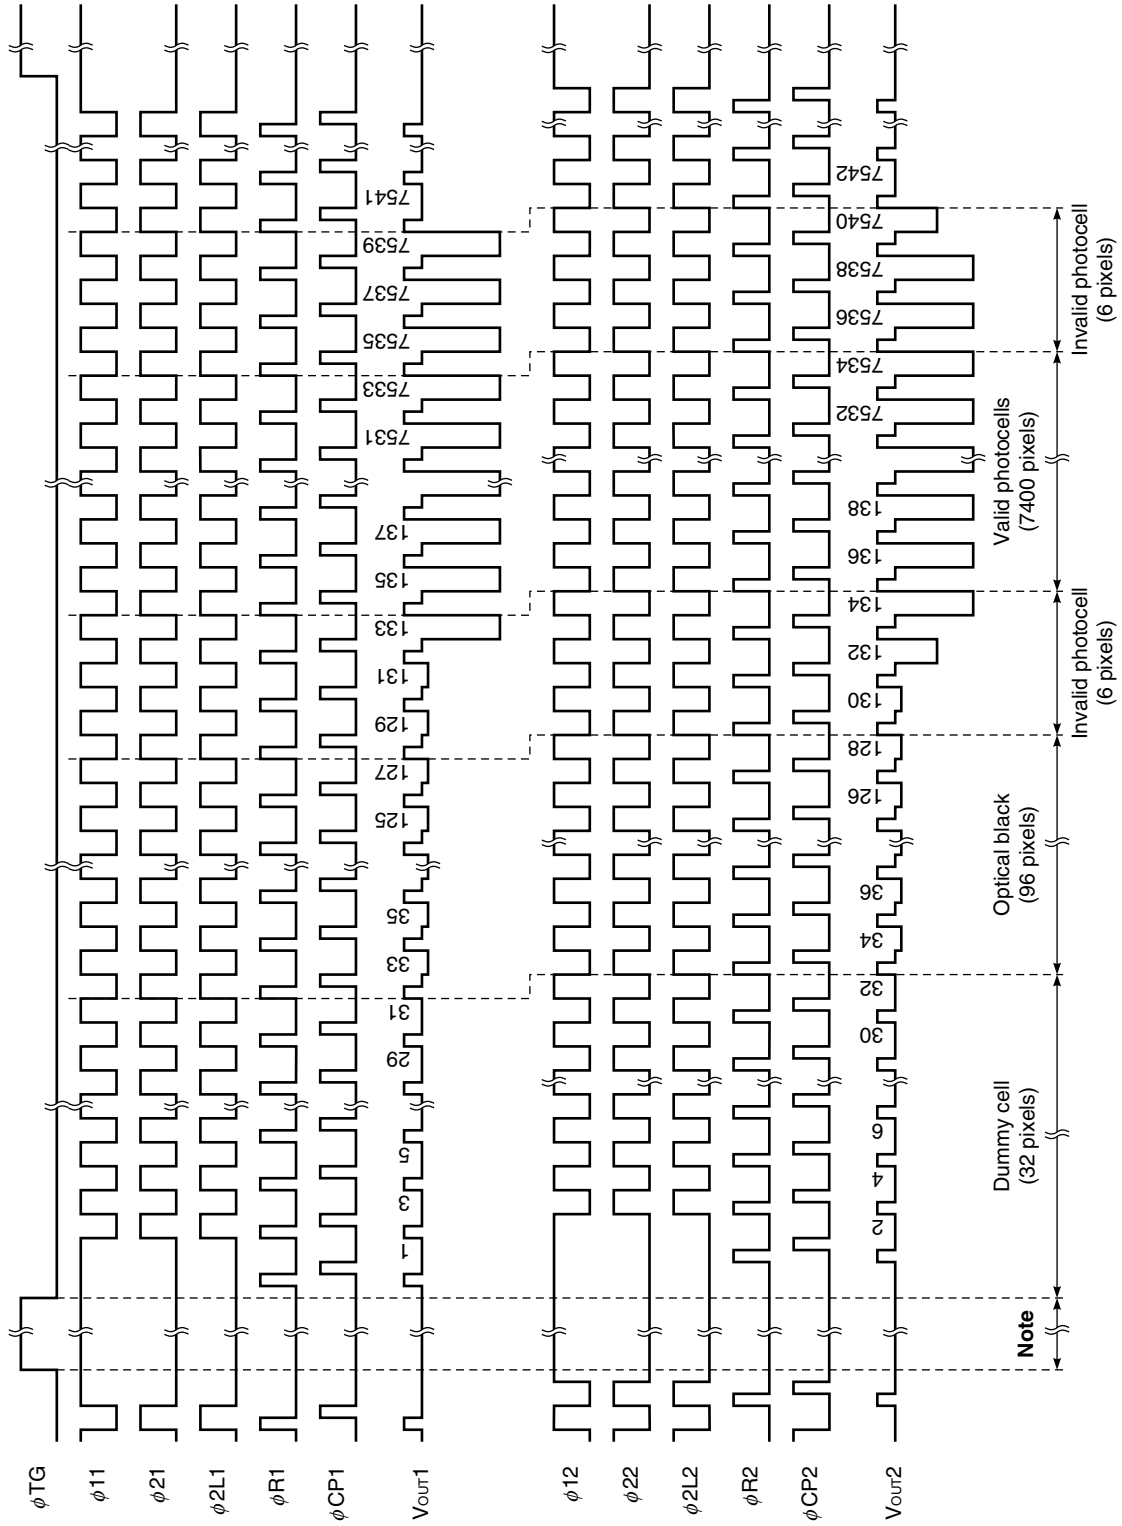 φTG
φ11
φ21
φ2L1
φR1
φCP1
1
3
5
29
31
33
35
125
127
129
131
133
135
137
7531
7533
7535
7537
7539
7541
VOUT1
φ12
φ22
φ2L2
φR2
φCP2
2
4
6
30
32
34
36
126
128
130
132
134
136
138
7532
7534
7536
7538
7540
7542
VOUT2
Note
Dummy cell
(32 pixels)
Optical black
(96 pixels)
Invalid photocell
(6 pixels)
Valid photocells
(7400 pixels)
Invalid photocell
(6 pixels)